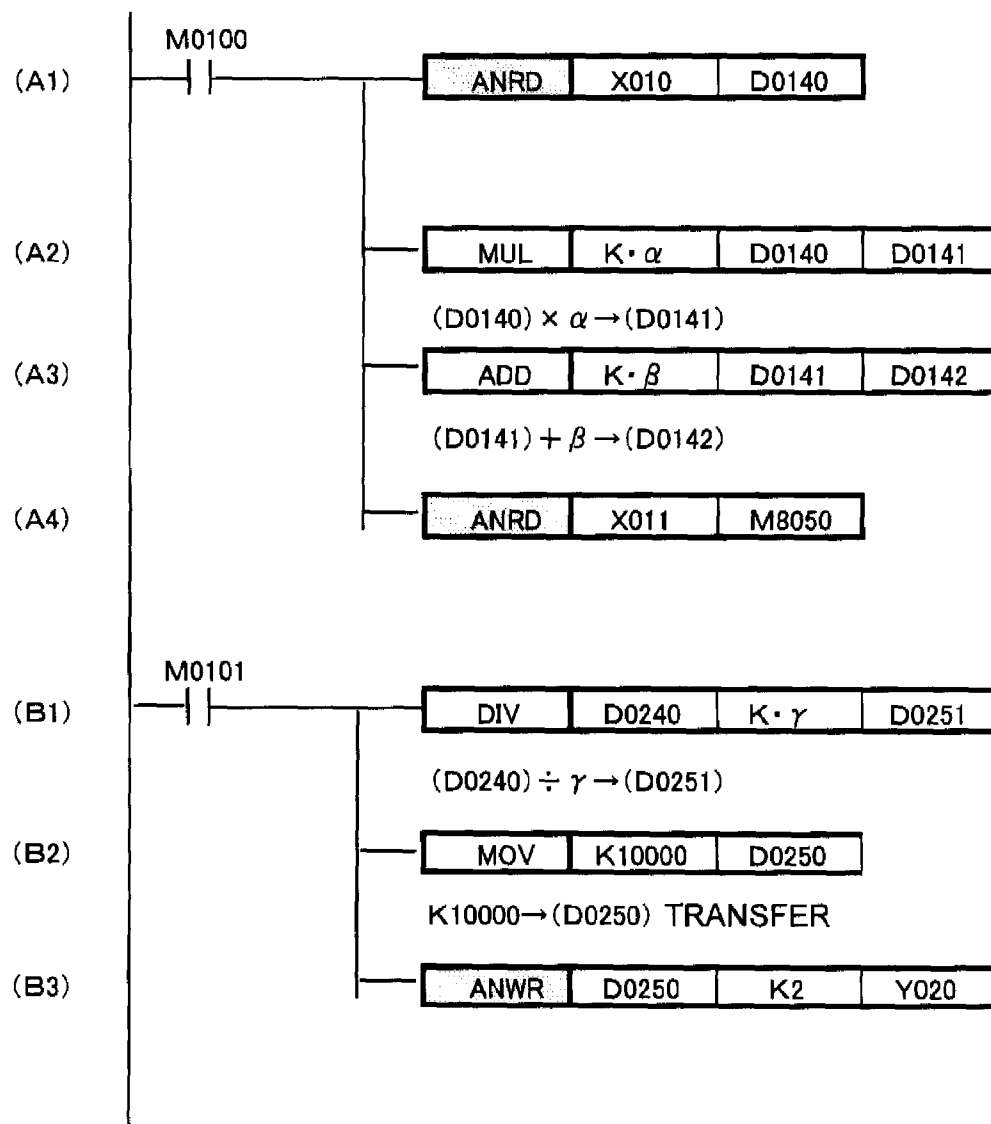 M0100
(A1) ANRD X010 D0140
(A2) MUL K・α D0140 D0141
(D0140) × α →(D0141)
(A3) ADD K・β D0141 D0142
(D0141) + β →(D0142)
(A4) ANRD X011 M8050
M0101
(B1) DIV D0240 K・γ D0251
(D0240) ÷ γ →(D0251)
(B2) MOV K10000 D0250
K10000→(D0250) TRANSFER
(B3) ANWR D0250 K2 Y020